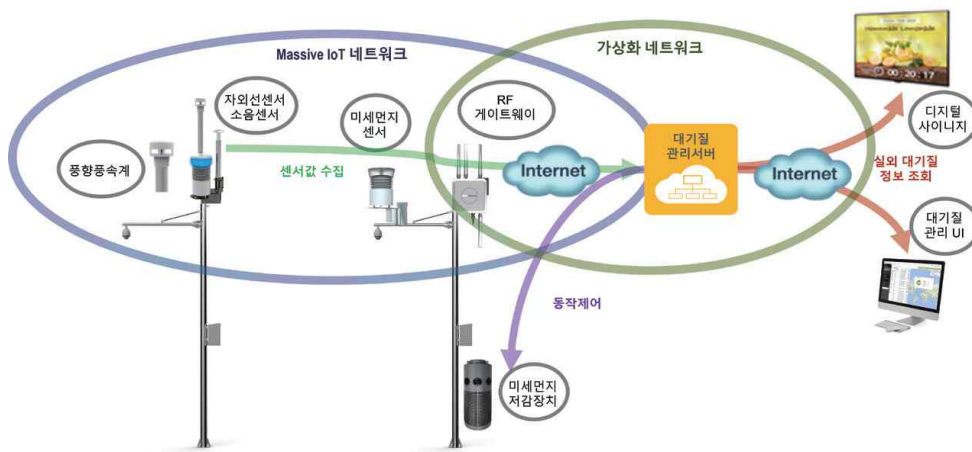 Massive IoT 네트워크
가상화 네트워크
자외선센서
소음센서
미세먼지
센서
RF
게이트웨이
풍향풍속계
센서값 수집
Internet
대기질
관리서버
Internet
00:20:17
디지털
사이니지
실외 대기질
정보 조회
대기질
관리 UI
동작제어
미세먼지
저감장치